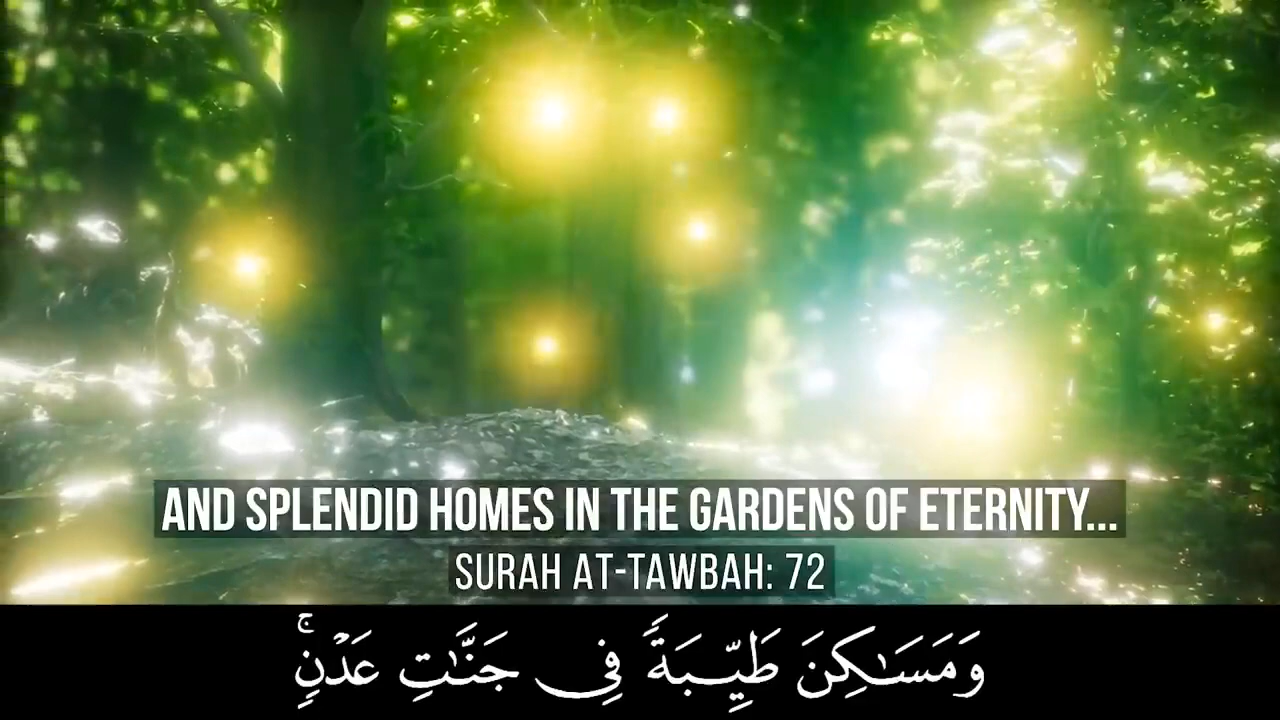 AND SPLENDID HOMES IN THE GARDENS OF ETERNITY...
SURAH AT-TAWBAH: 72
وَمَسَـٰكِنَ طَيِّبَةً فِى جَنَّـٰتِ عَدْنٍۚ